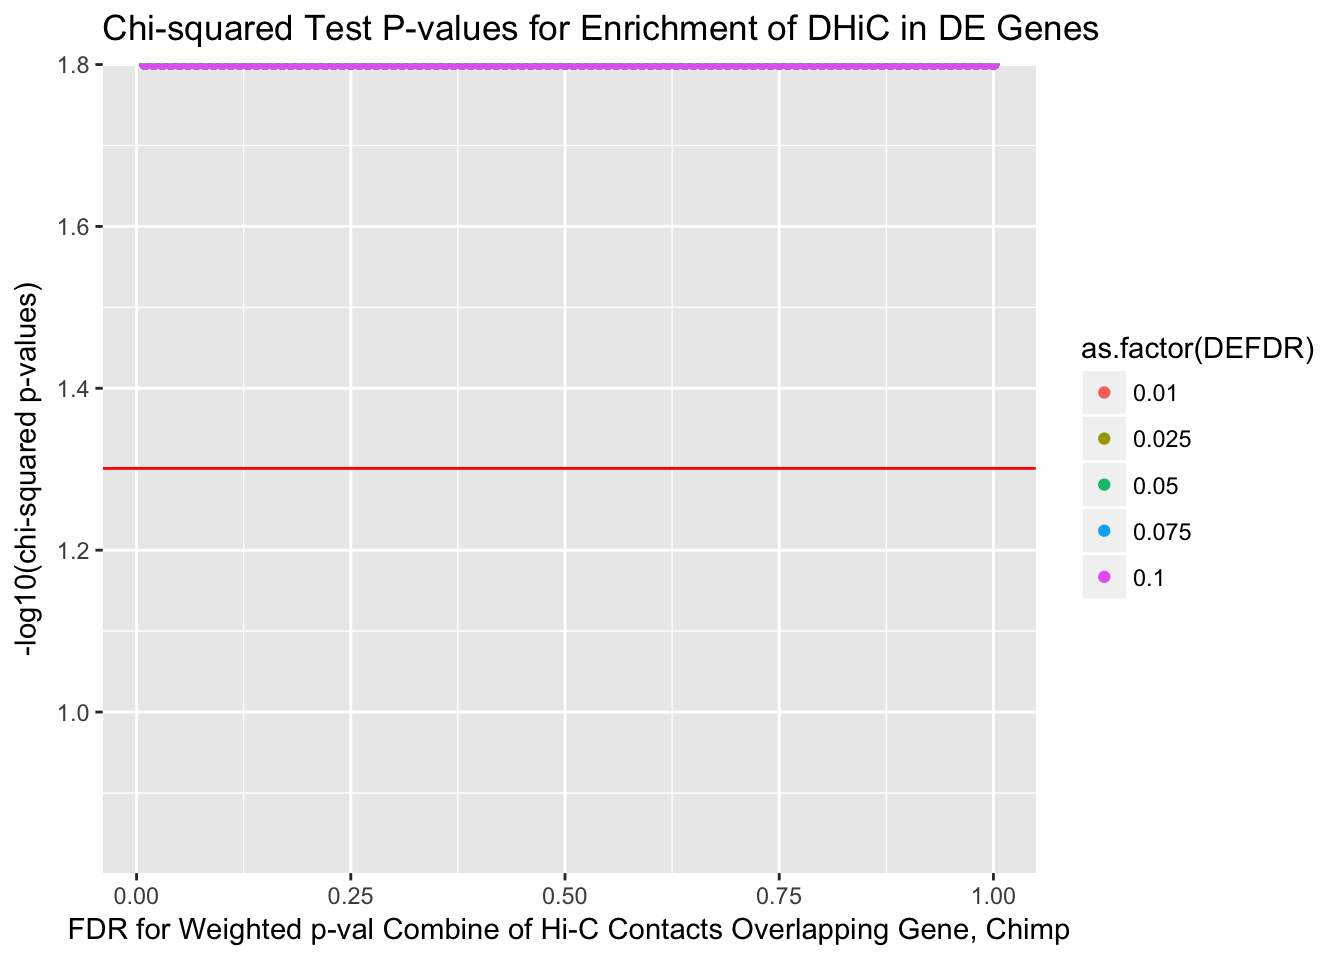 Chi-squared Test P-values for Enrichment of DHiC in DE Genes
-log10(chi-squared p-values)
1.8
1.6
1.4
1.2
1.0
0.00 0.25 0.50 0.75 1.00
FDR for Weighted p-val Combine of Hi-C Contacts Overlapping Gene, Chimp
as.factor(DEFDR)
0.01
0.025
0.05
0.075
0.1